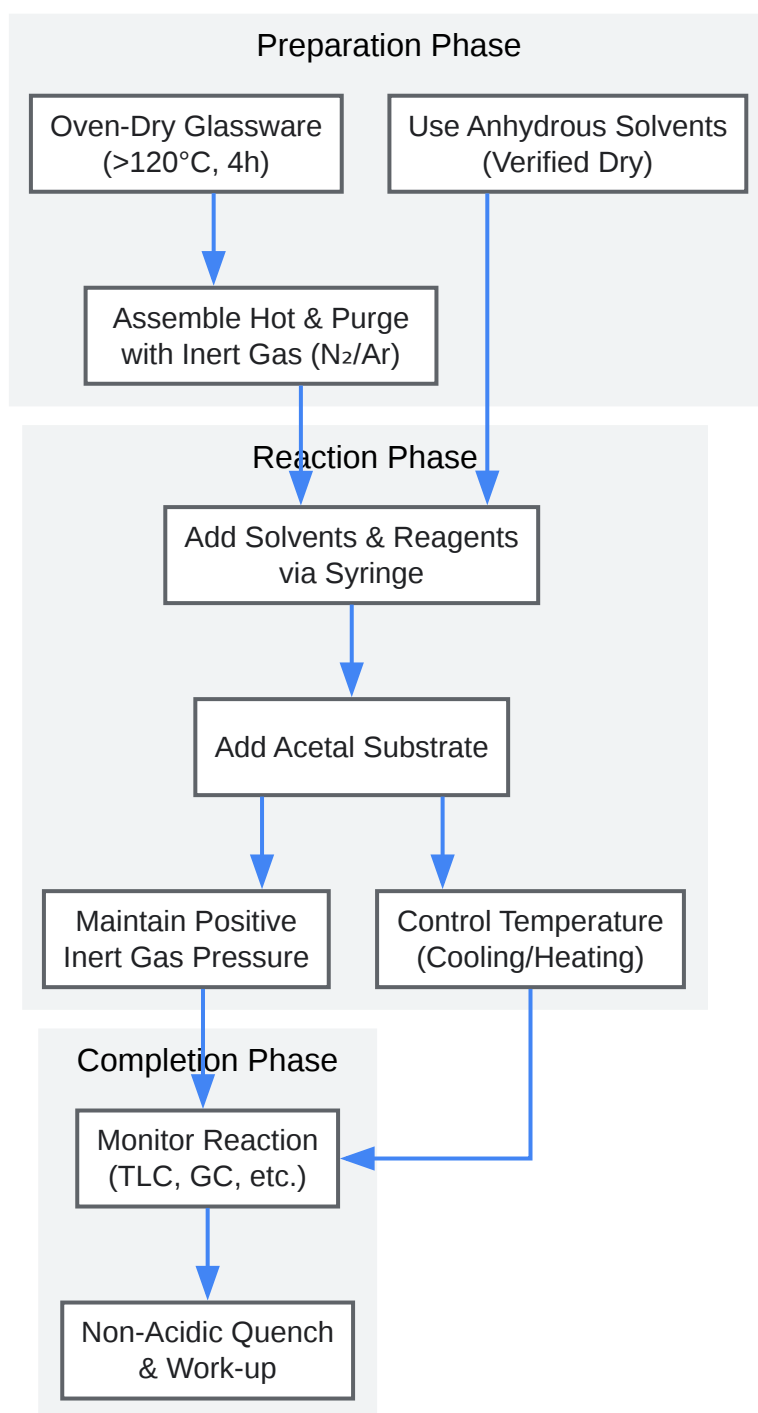 Preparation Phase
Oven-Dry Glassware
(>120°C, 4h)
Use Anhydrous Solvents
(Verified Dry)
Assemble Hot & Purge
with Inert Gas (N₂/Ar)
Reaction Phase
Add Solvents & Reagents
via Syringe
Add Acetal Substrate
Maintain Positive
Inert Gas Pressure
Control Temperature
(Cooling/Heating)
Completion Phase
Monitor Reaction
(TLC, GC, etc.)
Non-Acidic Quench
& Work-up